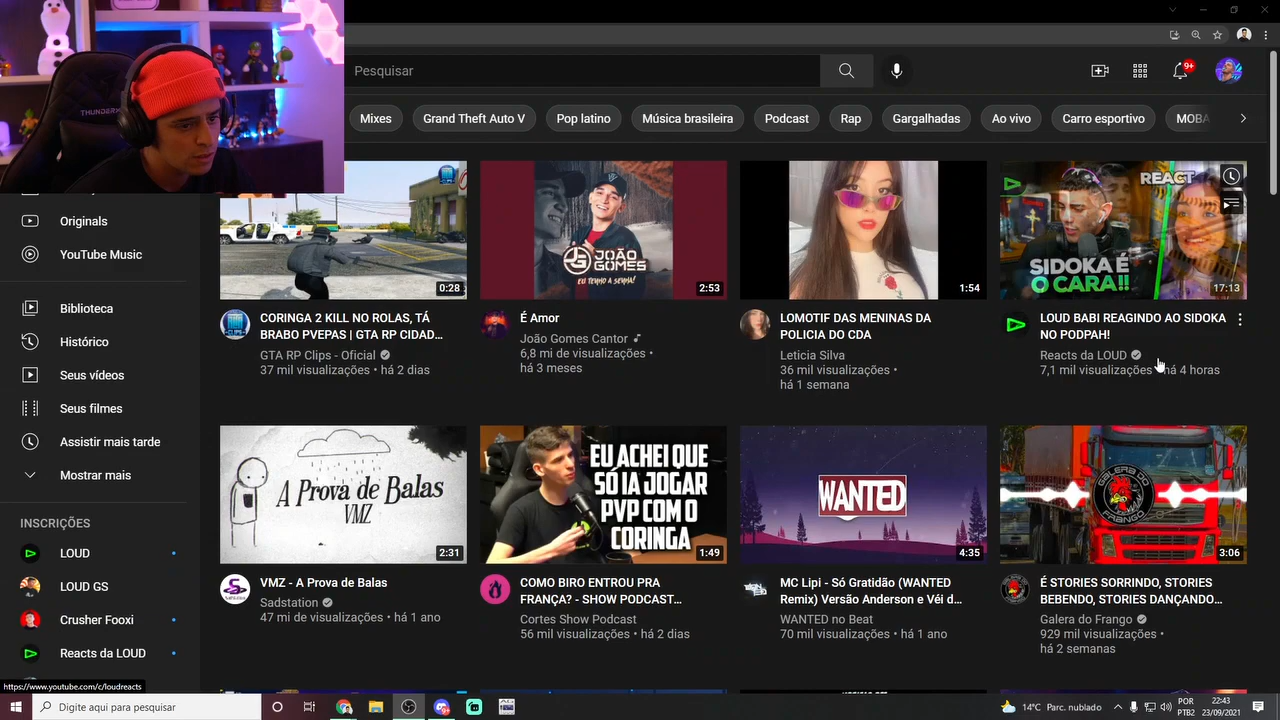 THUNDERX
Pesquisar
9+
Mixes
Grand Theft Auto V
Pop latino
Música brasileira
Podcast
Rap
Gargalhadas
Ao vivo
Carro esportivo
MOBA
Originals
YouTube Music
Biblioteca
Histórico
Seus vídeos
Seus filmes
Assistir mais tarde
Mostrar mais
INSCRIÇÕES
LOUD
LOUD GS
Crusher Fooxi
Reacts da LOUD
CLIPS
0:28
CORINGA 2 KILL NO ROLAS, TÁ
BRABO PVEPAS | GTA RP CIDAD...
GTA RP Clips - Oficial
37 mil visualizações • há 2 dias
JG JOÃO
GOMES
EU TENHO A SENHA!
2:53
É Amor
João Gomes Cantor
6,8 mi de visualizações •
há 3 meses
1:54
LOMOTIF DAS MENINAS DA
POLICIA DO CDA
Letícia Silva
36 mil visualizações •
há 1 semana
REACT
SIDOKA É
O CARA!!
17:13
LOUD BABI REAGINDO AO SIDOKA
NO PODPAH!
Reacts da LOUD
7,1 mil visualizações • há 4 horas
A Prova de Balas
VMZ
2:31
VMZ - A Prova de Balas
Sadstation
47 mi de visualizações • há 1 ano
EU ACHEI QUE
SÓ IA JOGAR
PVP COM O
CORINGA
1:49
COMO BIRO ENTROU PRA
FRANÇA? - SHOW PODCAST...
Cortes Show Podcast
56 mil visualizações • há 2 dias
WANTED
4:35
MC Lipi - Só Gratidão (WANTED
Remix) Versão Anderson e Véi d...
WANTED no Beat
70 mil visualizações • há 1 ano
GALERA DO
FRANGO
3:06
É STORIES SORRINDO, STORIES
BEBENDO, STORIES DANÇANDO...
Galera do Frango
929 mil visualizações •
há 2 semanas
https://www.youtube.com/c/loudreacts
Digite aqui para pesquisar
14°C Parc. nublado
POR
PTB2
22:43
23/09/2021